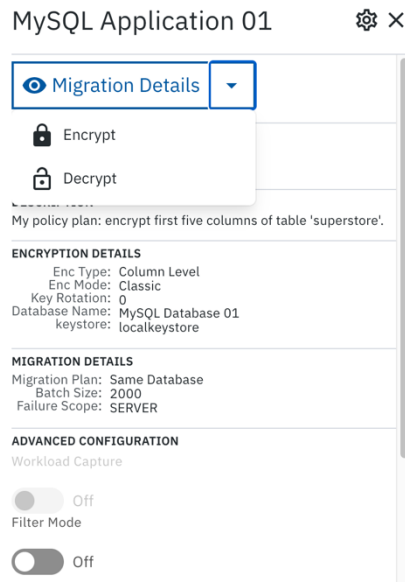 MySQL Application 01
Migration Details
Encrypt
Decrypt
My policy plan: encrypt first five columns of table 'superstore'.
ENCRYPTION DETAILS
Enc Type: Column Level
Enc Mode: Classic
Key Rotation: 0
Database Name: MySQL Database 01
keystore: localkeystore
MIGRATION DETAILS
Migration Plan: Same Database
Batch Size: 2000
Failure Scope: SERVER
ADVANCED CONFIGURATION
Workload Capture
Off
Filter Mode
Off